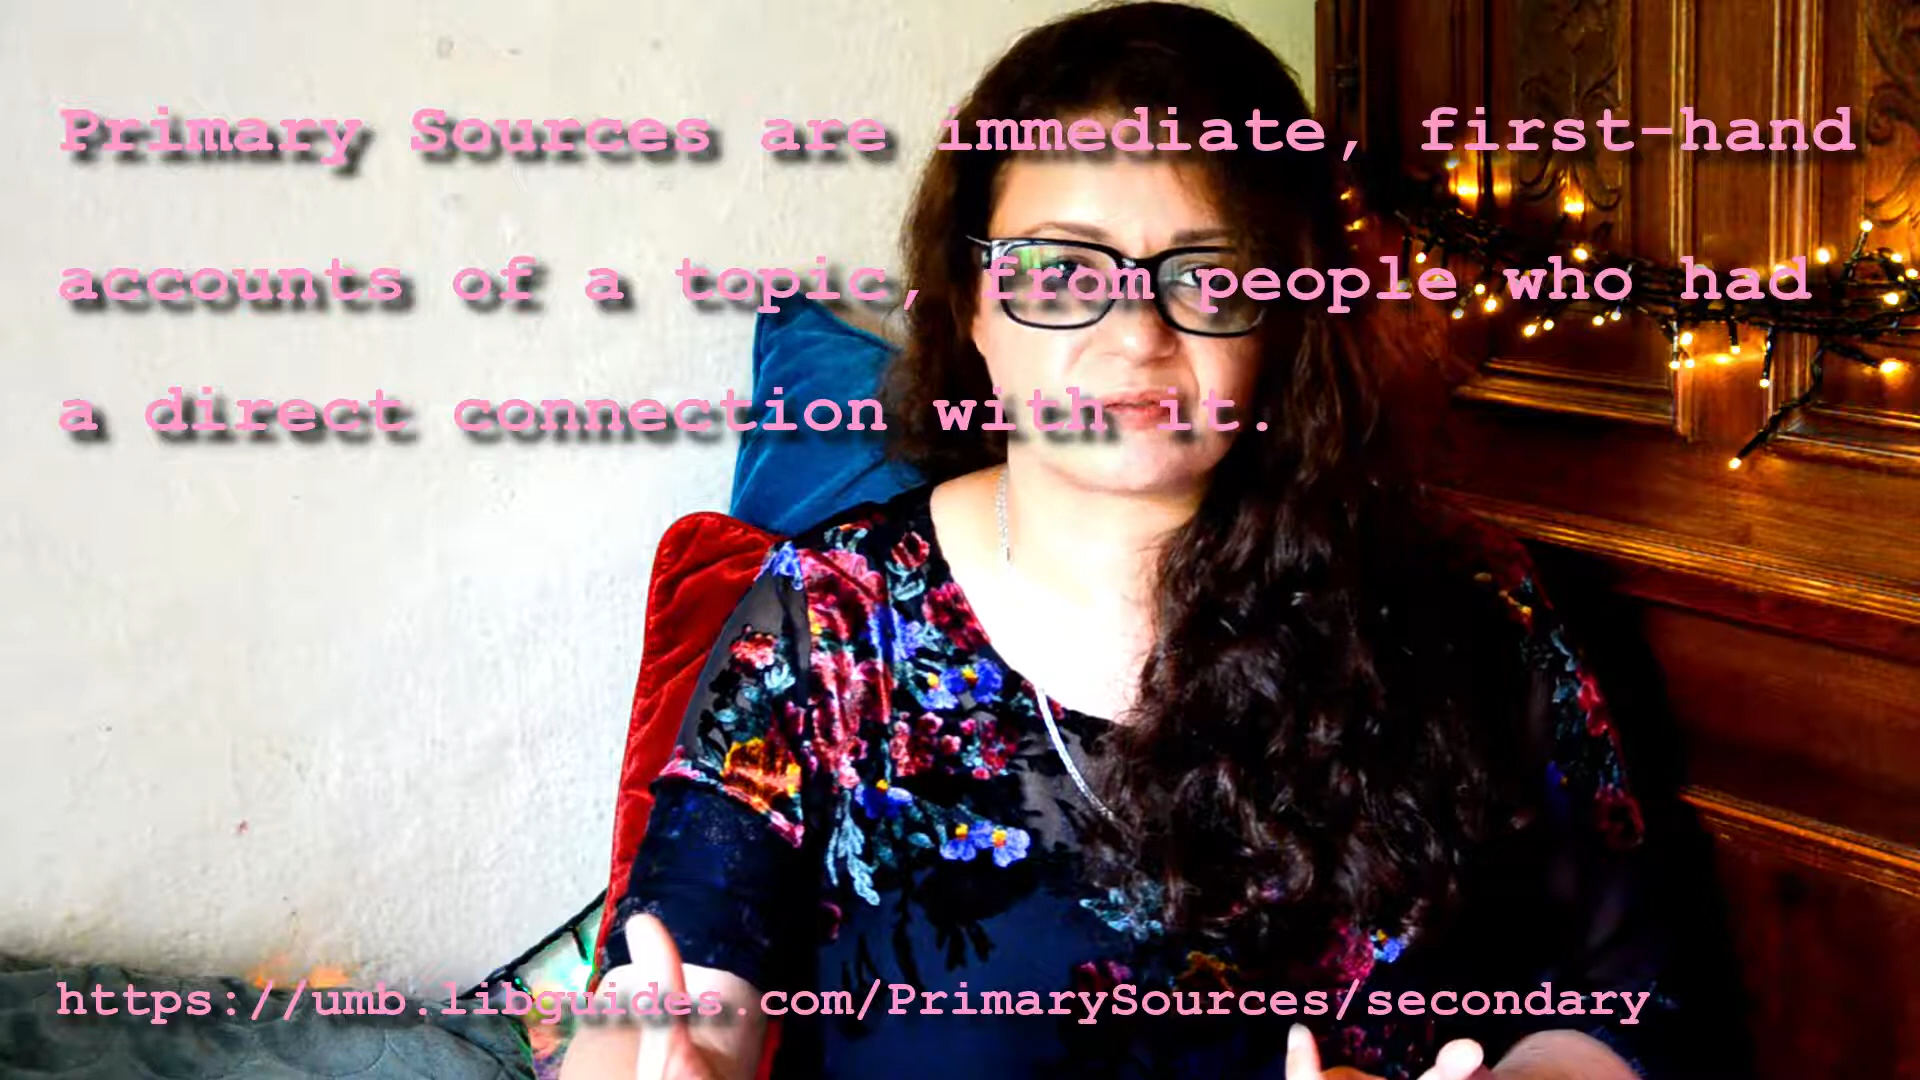 Primary Sources are immediate, first-hand
accounts of a topic, from people who had
a direct connection with it.
https://umb.libguides.com/PrimarySources/secondary